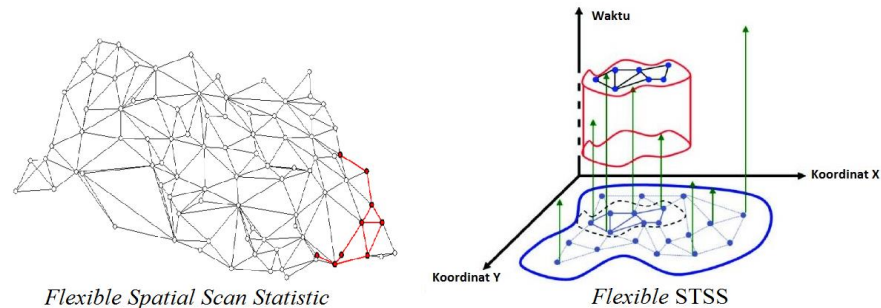 Waktu
Koordinat X
Koordinat Y
Flexible Spatial Scan Statistic
Flexible STSS